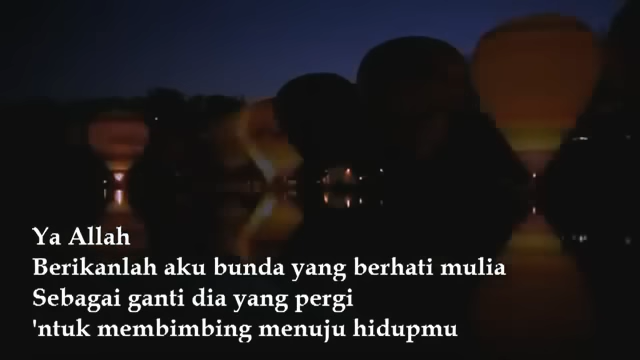 Ya Allah
Berikanlah aku bunda yang berhati mulia
Sebagai ganti dia yang pergi
'ntuk membimbing menuju hidupmu